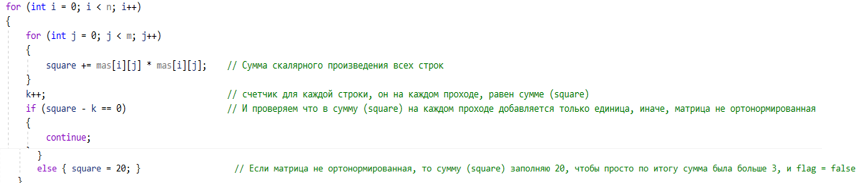 for (int i = 0; i < n; i++)
{
for (int j = 0; j < m; j++)
{
square += mas[i][j] * mas[i][j]; // Сумма скалярного произведения всех строк
}
k++; // счетчик для каждой строки, он на каждом проходе, равен сумме (square)
if (square - k == 0) // И проверяем что в сумму (square) на каждом проходе добавляется только единица, иначе, матрица не ортонормированная
{
continue;
}
else { square = 20; } // Если матрица не ортонормированная, то сумму (square) заполняю 20, чтобы просто по итогу сумма была больше 3, и flag = false
}